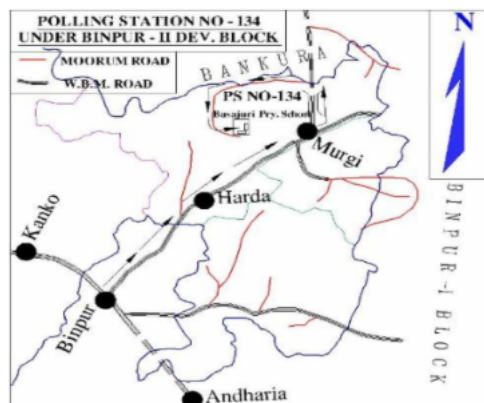 POLLING STATION NO - 134
UNDER BINPUR - II DEV. BLOCK
MOORUM ROAD
W.B.M. ROAD
N
BANKURA
PS NO-134
Basajuri Pry. School
Murgi
Harda
Kanko
Binpur
Andharia
BINPUR-I BLOCK